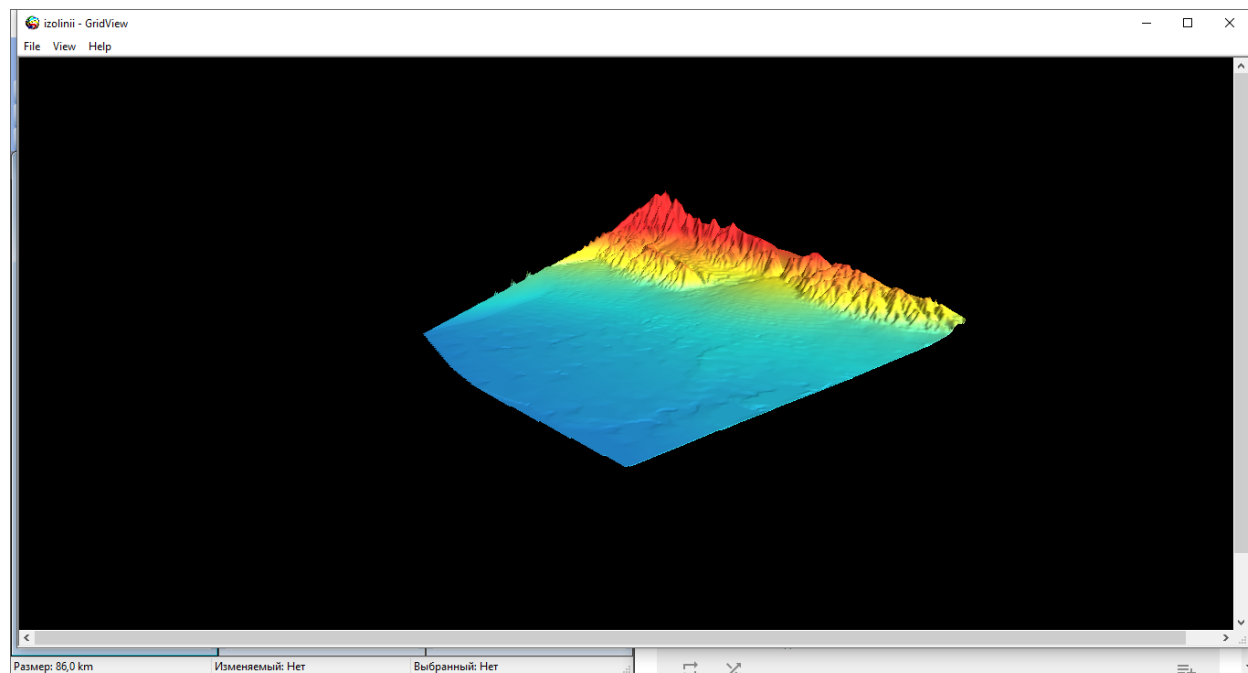 izolinii - GridView
File View Help
Размер: 86,0 km Изменяемый: Нет Выбранный: Нет